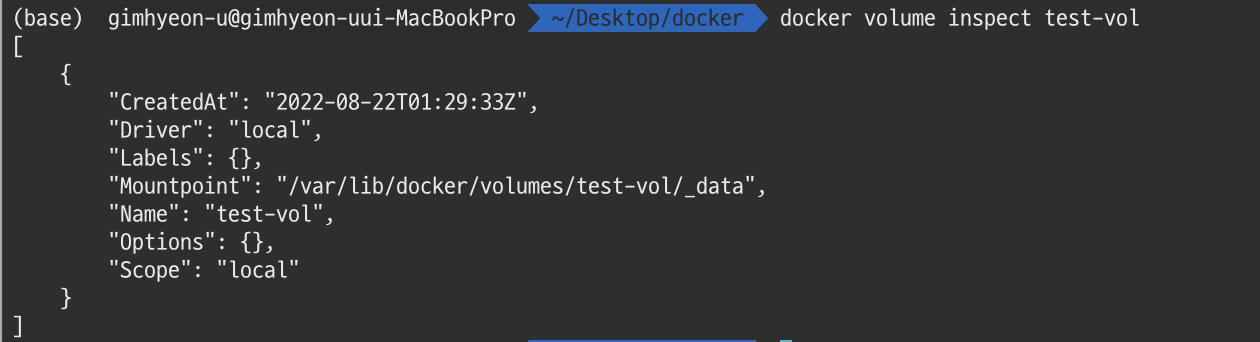 (base) gimhyeon-u@gimhyeon-uui-MacBookPro ~/Desktop/docker docker volume inspect test-vol
[
    {
        "CreatedAt": "2022-08-22T01:29:33Z",
        "Driver": "local",
        "Labels": {},
        "Mountpoint": "/var/lib/docker/volumes/test-vol/_data",
        "Name": "test-vol",
        "Options": {},
        "Scope": "local"
    }
]